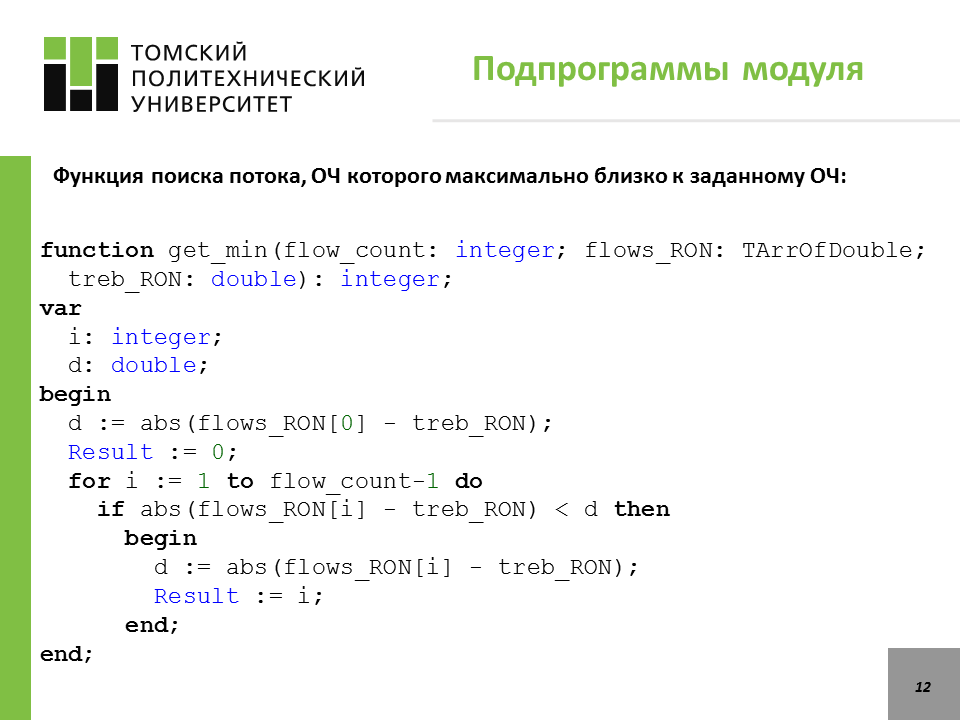 ТОМСКИЙ
ПОЛИТЕХНИЧЕСКИЙ
УНИВЕРСИТЕТ
Подпрограммы модуля
Функция поиска потока, ОЧ которого максимально близко к заданному ОЧ:
function get_min(flow_count: integer; flows_RON: TArrOfDouble;
  treb_RON: double): integer;
var
  i: integer;
  d: double;
begin
  d := abs(flows_RON[0] - treb_RON);
  Result := 0;
  for i := 1 to flow_count-1 do
    if abs(flows_RON[i] - treb_RON) < d then
      begin
        d := abs(flows_RON[i] - treb_RON);
        Result := i;
      end;
end;
12